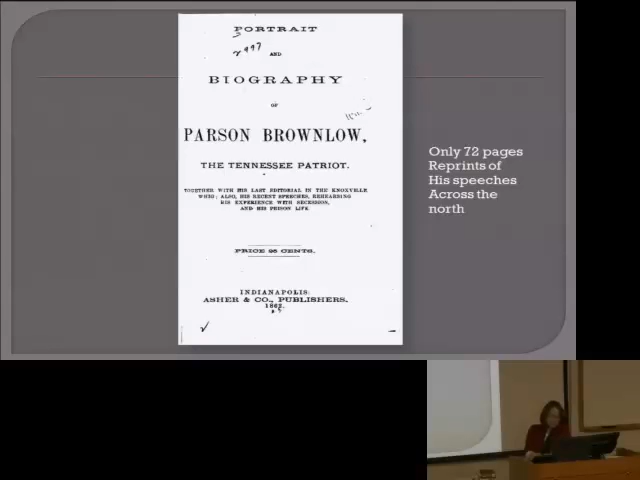 PORTRAIT
2997
AND
BIOGRAPHY
OF
PARSON BROWNLOW,
THE TENNESSEE PATRIOT.
TOGETHER WITH HIS LAST EDITORIAL IN THE KNOXVILLE
WHIG; ALSO, HIS RECENT SPEECHES, REHEARSING
HIS EXPERIENCE WITH SECESSION,
AND HIS PRISON LIFE.
PRICE 25 CENTS.
INDIANAPOLIS:
ASHER & CO., PUBLISHERS.
1862.
Only 72 pages
Reprints of
His speeches
Across the
north